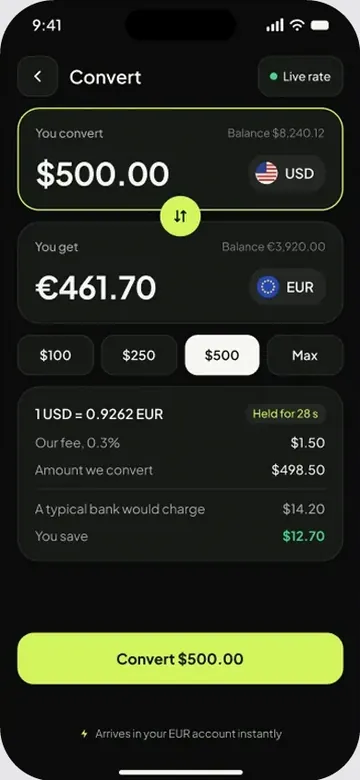 9:41
Convert
Live rate
You convert
Balance $8,240.12
$500.00
USD
You get
Balance €3,920.00
€461.70
EUR
$100
$250
$500
Max
1 USD = 0.9262 EUR
Held for 28 s
Our fee, 0.3%
$1.50
Amount we convert
$498.50
A typical bank would charge
$14.20
You save
$12.70
Convert $500.00
Arrives in your EUR account instantly